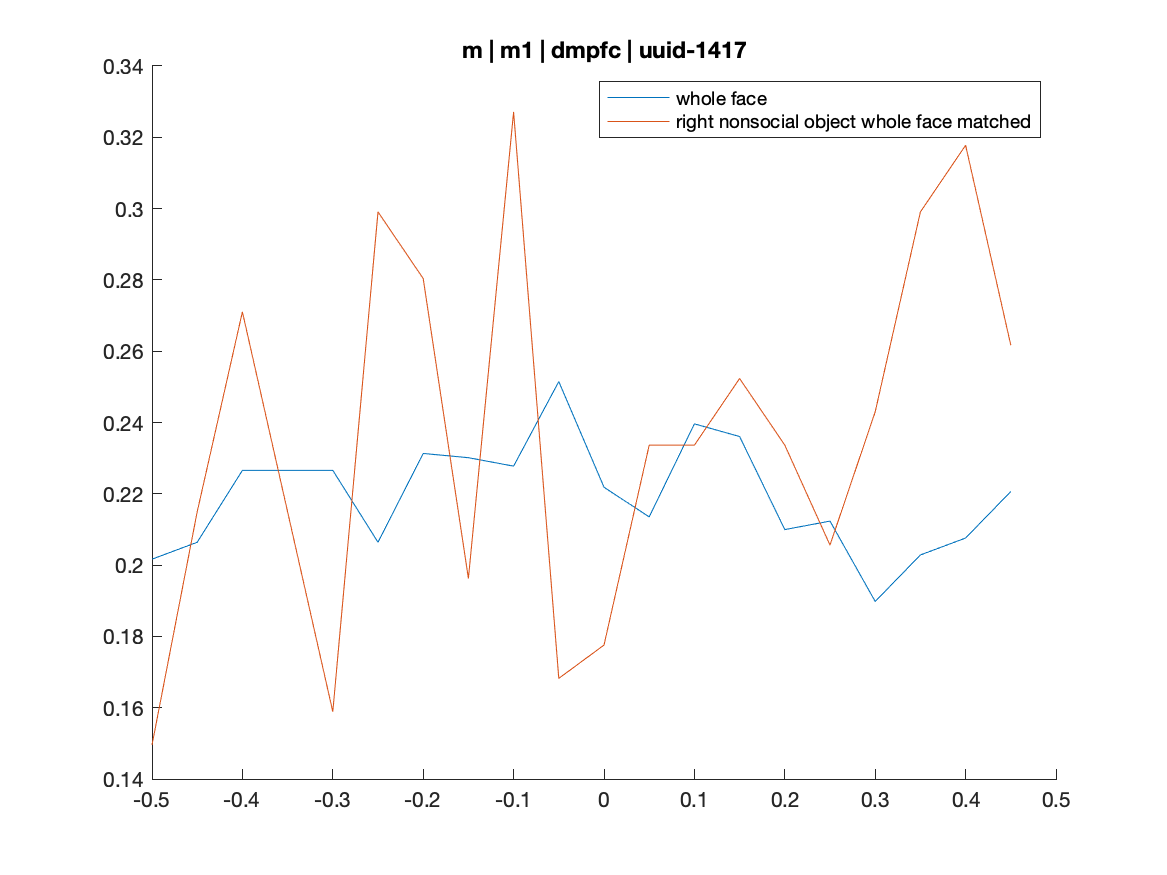 m | m1 | dmpfc | uuid-1417
whole face
right nonsocial object whole face matched
0.34
0.32
0.3
0.28
0.26
0.24
0.22
0.2
0.18
0.16
0.14
-0.5 -0.4 -0.3 -0.2 -0.1 0 0.1 0.2 0.3 0.4 0.5